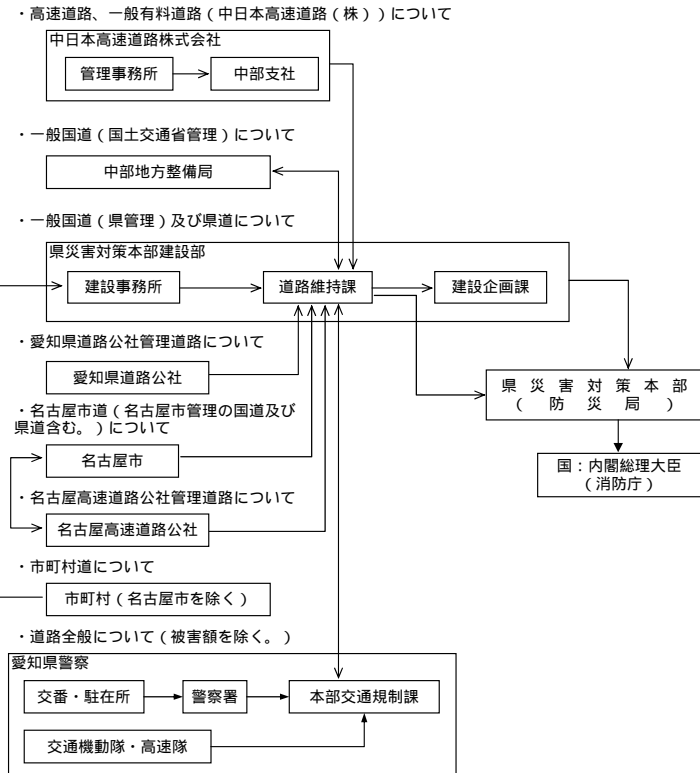 ・高速道路、一般有料道路（中日本高速道路（株））について
中日本高速道路株式会社
管理事務所
中部支社
・一般国道（国土交通省管理）について
中部地方整備局
・一般国道（県管理）及び県道について
県災害対策本部建設部
建設事務所
道路維持課
建設企画課
・愛知県道路公社管理道路について
愛知県道路公社
県災害対策本部
（防災局）
・名古屋市道（名古屋市管理の国道及び
県道含む。）について
名古屋市
国：内閣総理大臣
（消防庁）
・名古屋高速道路公社管理道路について
名古屋高速道路公社
・市町村道について
市町村（名古屋市を除く）
・道路全般について（被害額を除く。）
愛知県警察
交番・駐在所
警察署
本部交通規制課
交通機動隊・高速隊